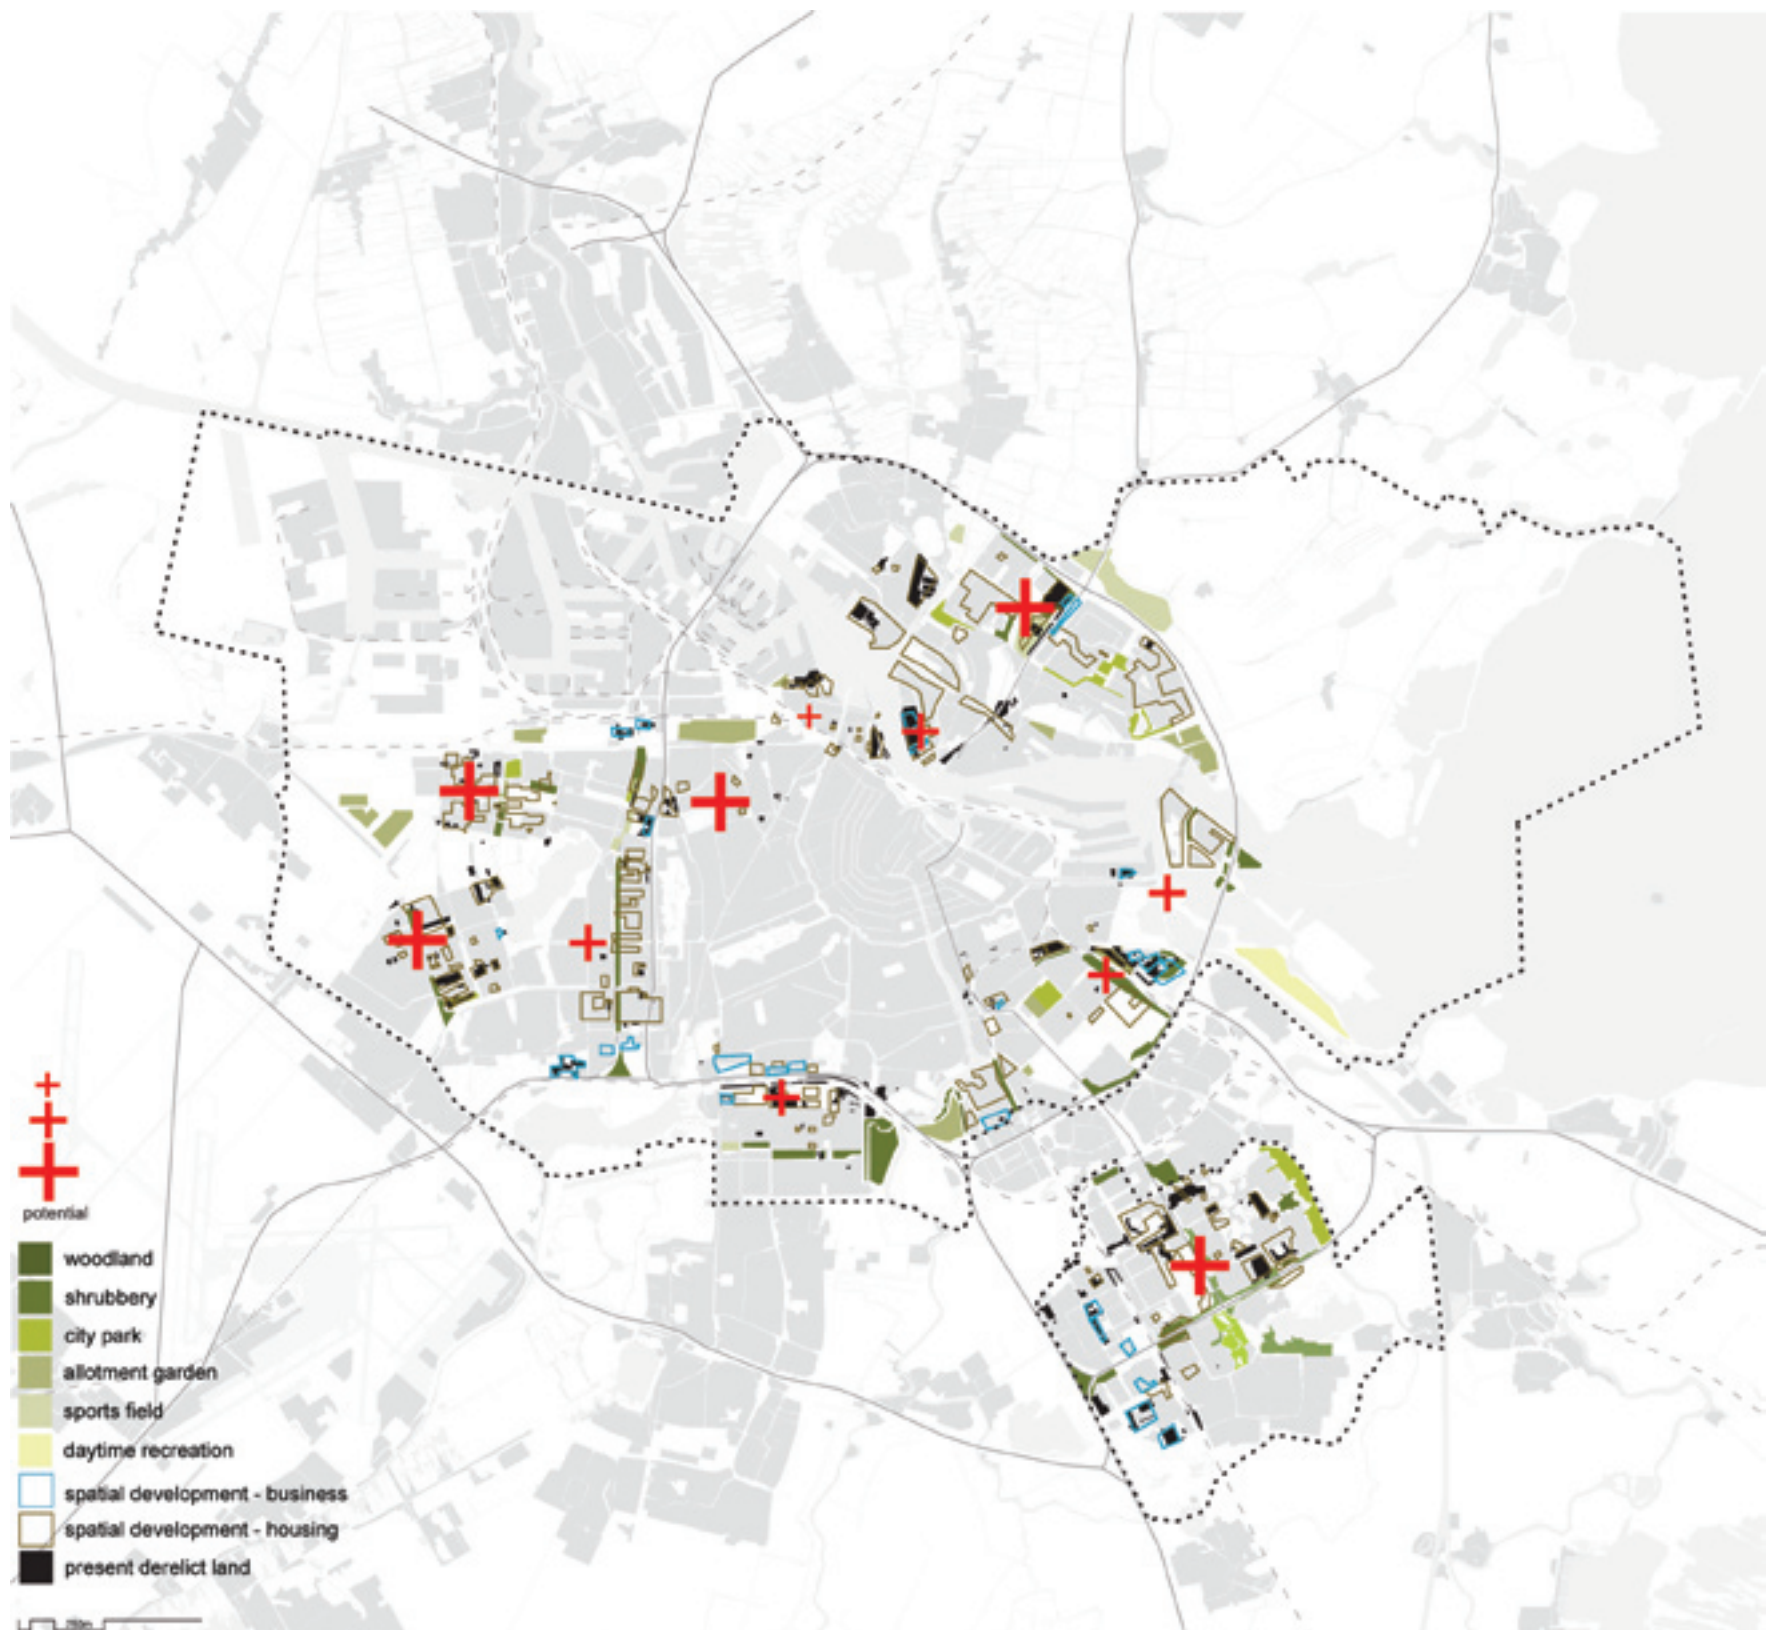 potential
woodland
shrubbery
city park
allotment garden
sports field
daytime recreation
spatial development - business
spatial development - housing
present derelict land